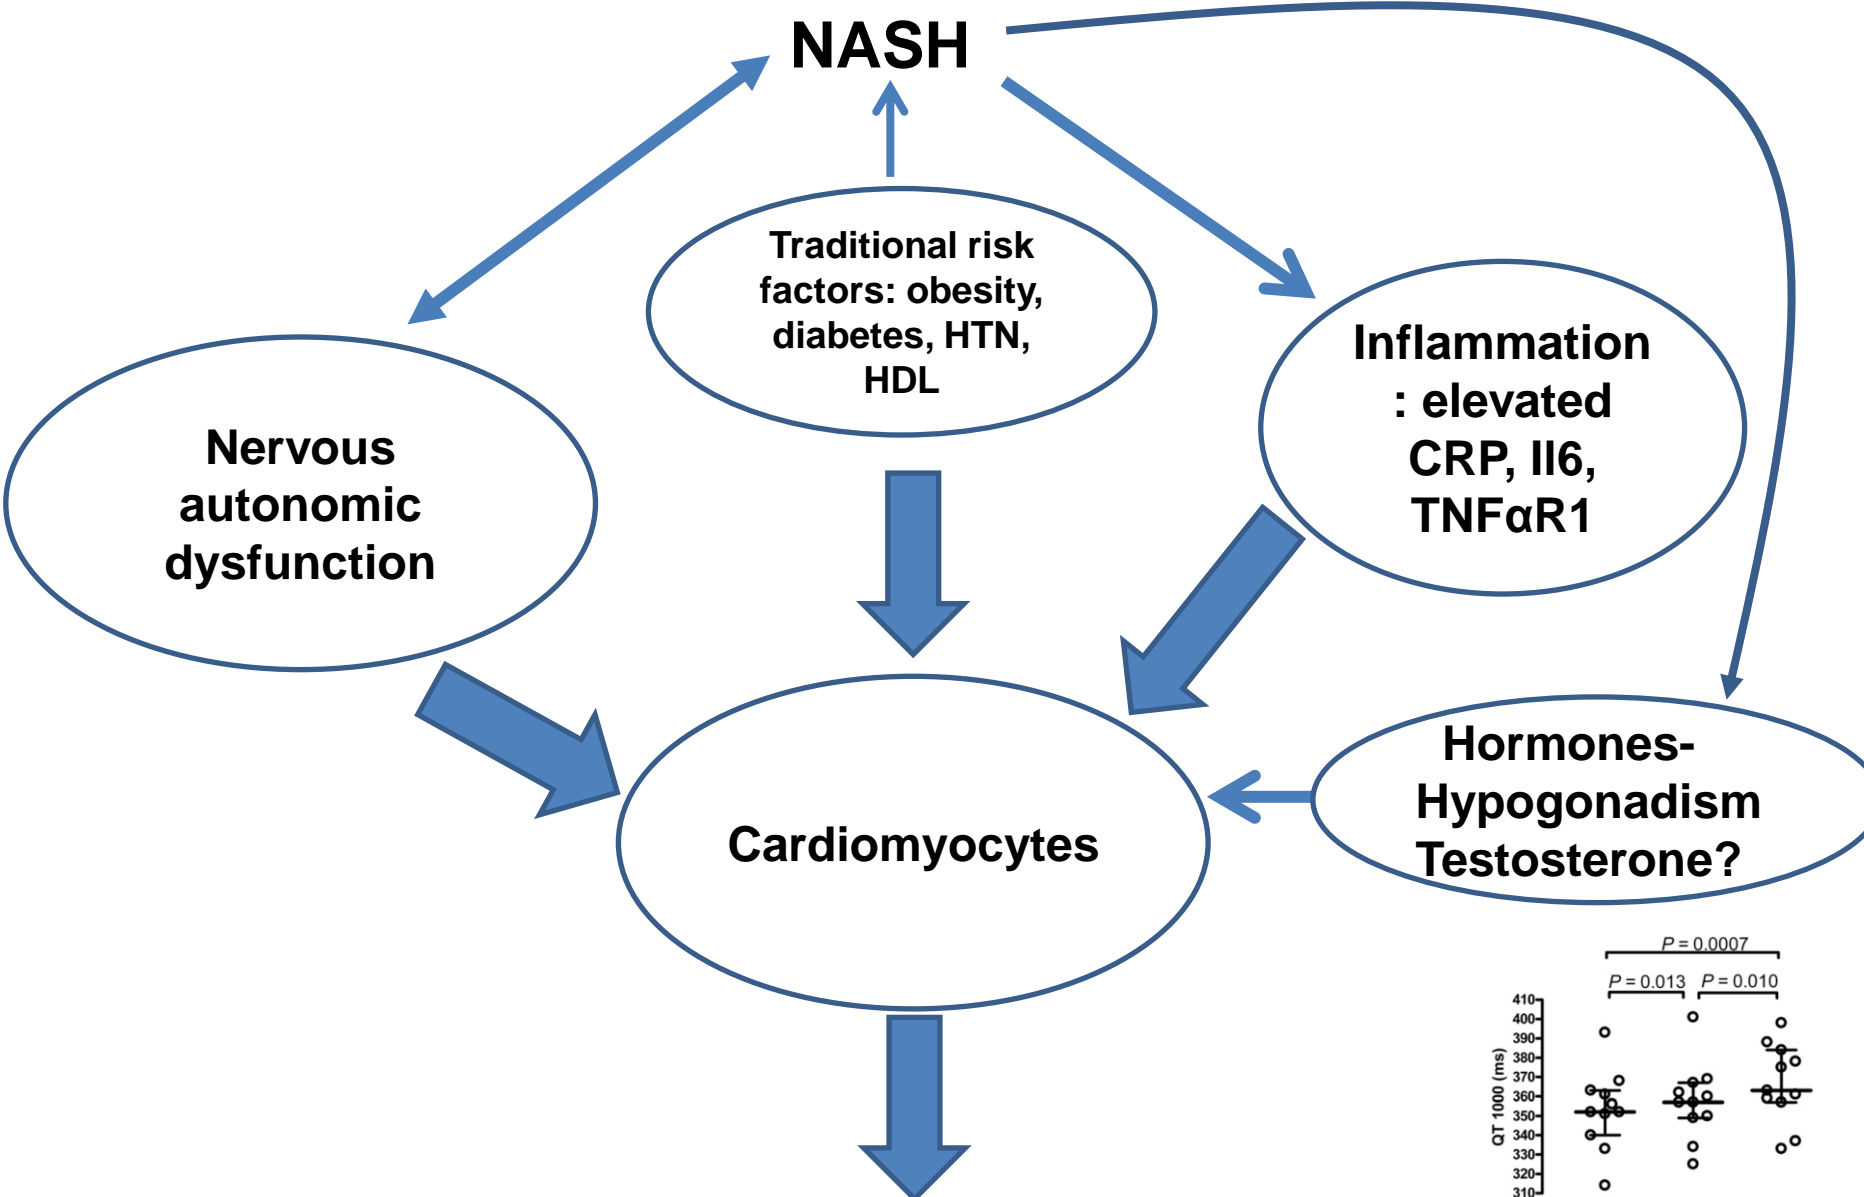 NASH
Traditional risk
factors: obesity,
diabetes, HTN,
HDL
Inflammation
: elevated
CRP, Il6,
TNFαR1
Nervous
autonomic
dysfunction
Cardiomyocytes
Hormones-
Hypogonadism
Testosterone?
P = 0.0007
P = 0.013
P = 0.010
QT 1000 (ms)
410
400
390
380
370
360
350
340
330
320
310